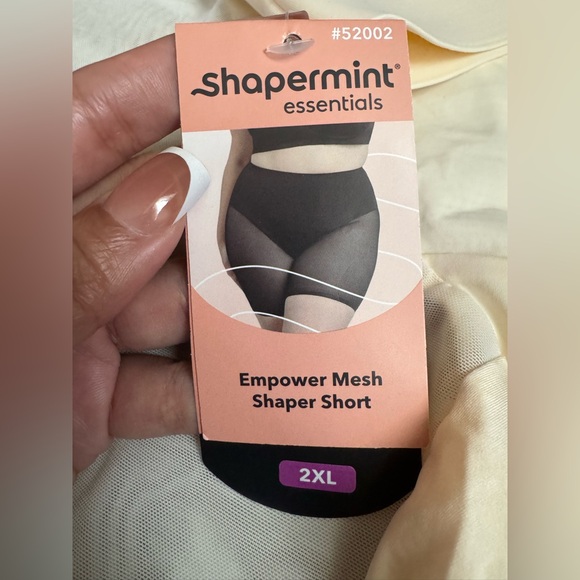 #52002
shapermint®
essentials
Empower Mesh
Shaper Short
2XL